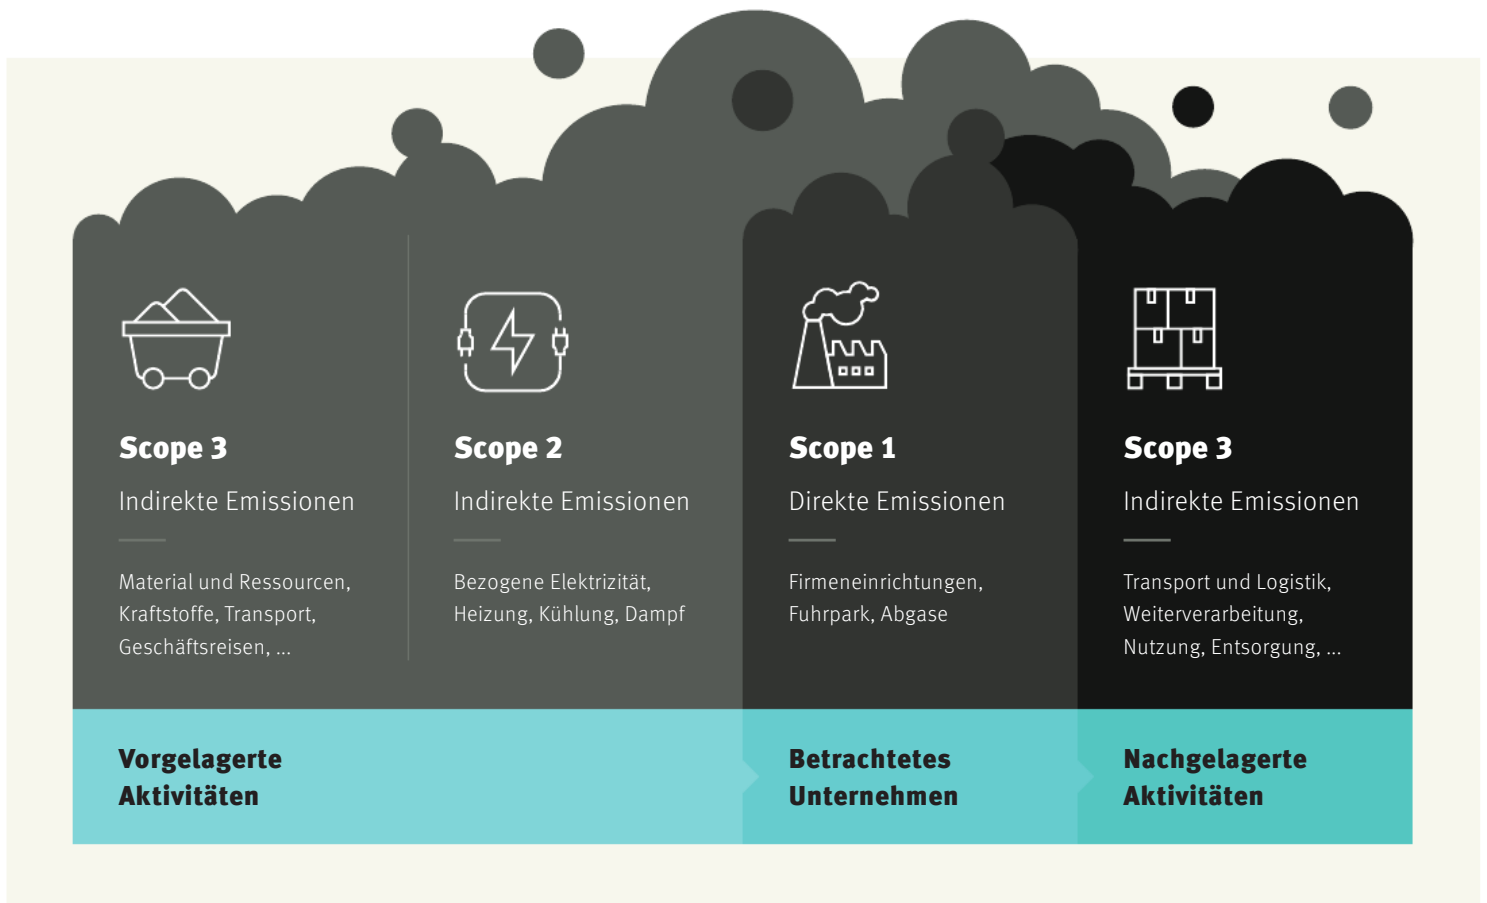 Scope 3
Indirekte Emissionen
Material und Ressourcen,
Kraftstoffe, Transport,
Geschäftsreisen, ...
Scope 2
Indirekte Emissionen
Bezogene Elektrizität,
Heizung, Kühlung, Dampf
Scope 1
Direkte Emissionen
Firmeneinrichtungen,
Fuhrpark, Abgase
Scope 3
Indirekte Emissionen
Transport und Logistik,
Weiterverarbeitung,
Nutzung, Entsorgung, ...
Vorgelagerte
Aktivitäten
Betrachtetes
Unternehmen
Nachgelagerte
Aktivitäten